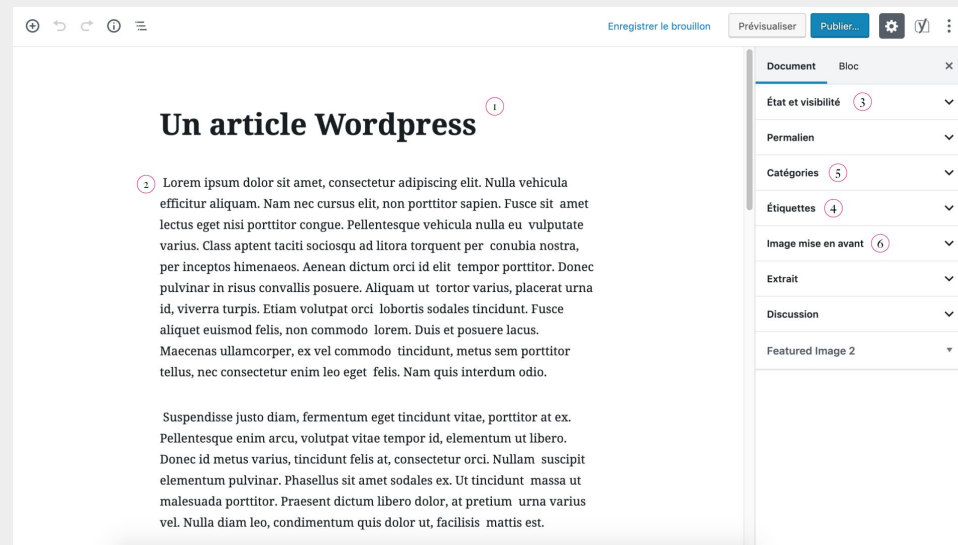 Enregistrer le brouillon Prévisualiser Publier...
Document Bloc
Un article Wordpress 1
2 Lorem ipsum dolor sit amet, consectetur adipiscing elit. Nulla vehicula
efficitur aliquam. Nam nec cursus elit, non porttitor sapien. Fusce sit amet
lectus eget nisi porttitor congue. Pellentesque vehicula nulla eu vulputate
varius. Class aptent taciti sociosqu ad litora torquent per conubia nostra,
per inceptos himenaeos. Aenean dictum orci id elit tempor porttitor. Donec
pulvinar in risus convallis posuere. Aliquam ut tortor varius, placerat urna
id, viverra turpis. Etiam volutpat orci lobortis sodales tincidunt. Fusce
aliquet euismod felis, non commodo lorem. Duis et posuere lacus.
Maecenas ullamcorper, ex vel commodo tincidunt, metus sem porttitor
tellus, nec consectetur enim leo eget felis. Nam quis interdum odio.
Suspendisse justo diam, fermentum eget tincidunt vitae, porttitor at ex.
Pellentesque enim arcu, volutpat vitae tempor id, elementum ut libero.
Donec id metus varius, tincidunt felis at, consectetur orci. Nullam suscipit
elementum pulvinar. Phasellus sit amet sodales ex. Ut tincidunt massa ut
malesuada porttitor. Praesent dictum libero dolor, at pretium urna varius
vel. Nulla diam leo, condimentum quis dolor ut, facilisis mattis est.
État et visibilité 3
Permalien
Catégories 5
Étiquettes 4
Image mise en avant 6
Extrait
Discussion
Featured Image 2